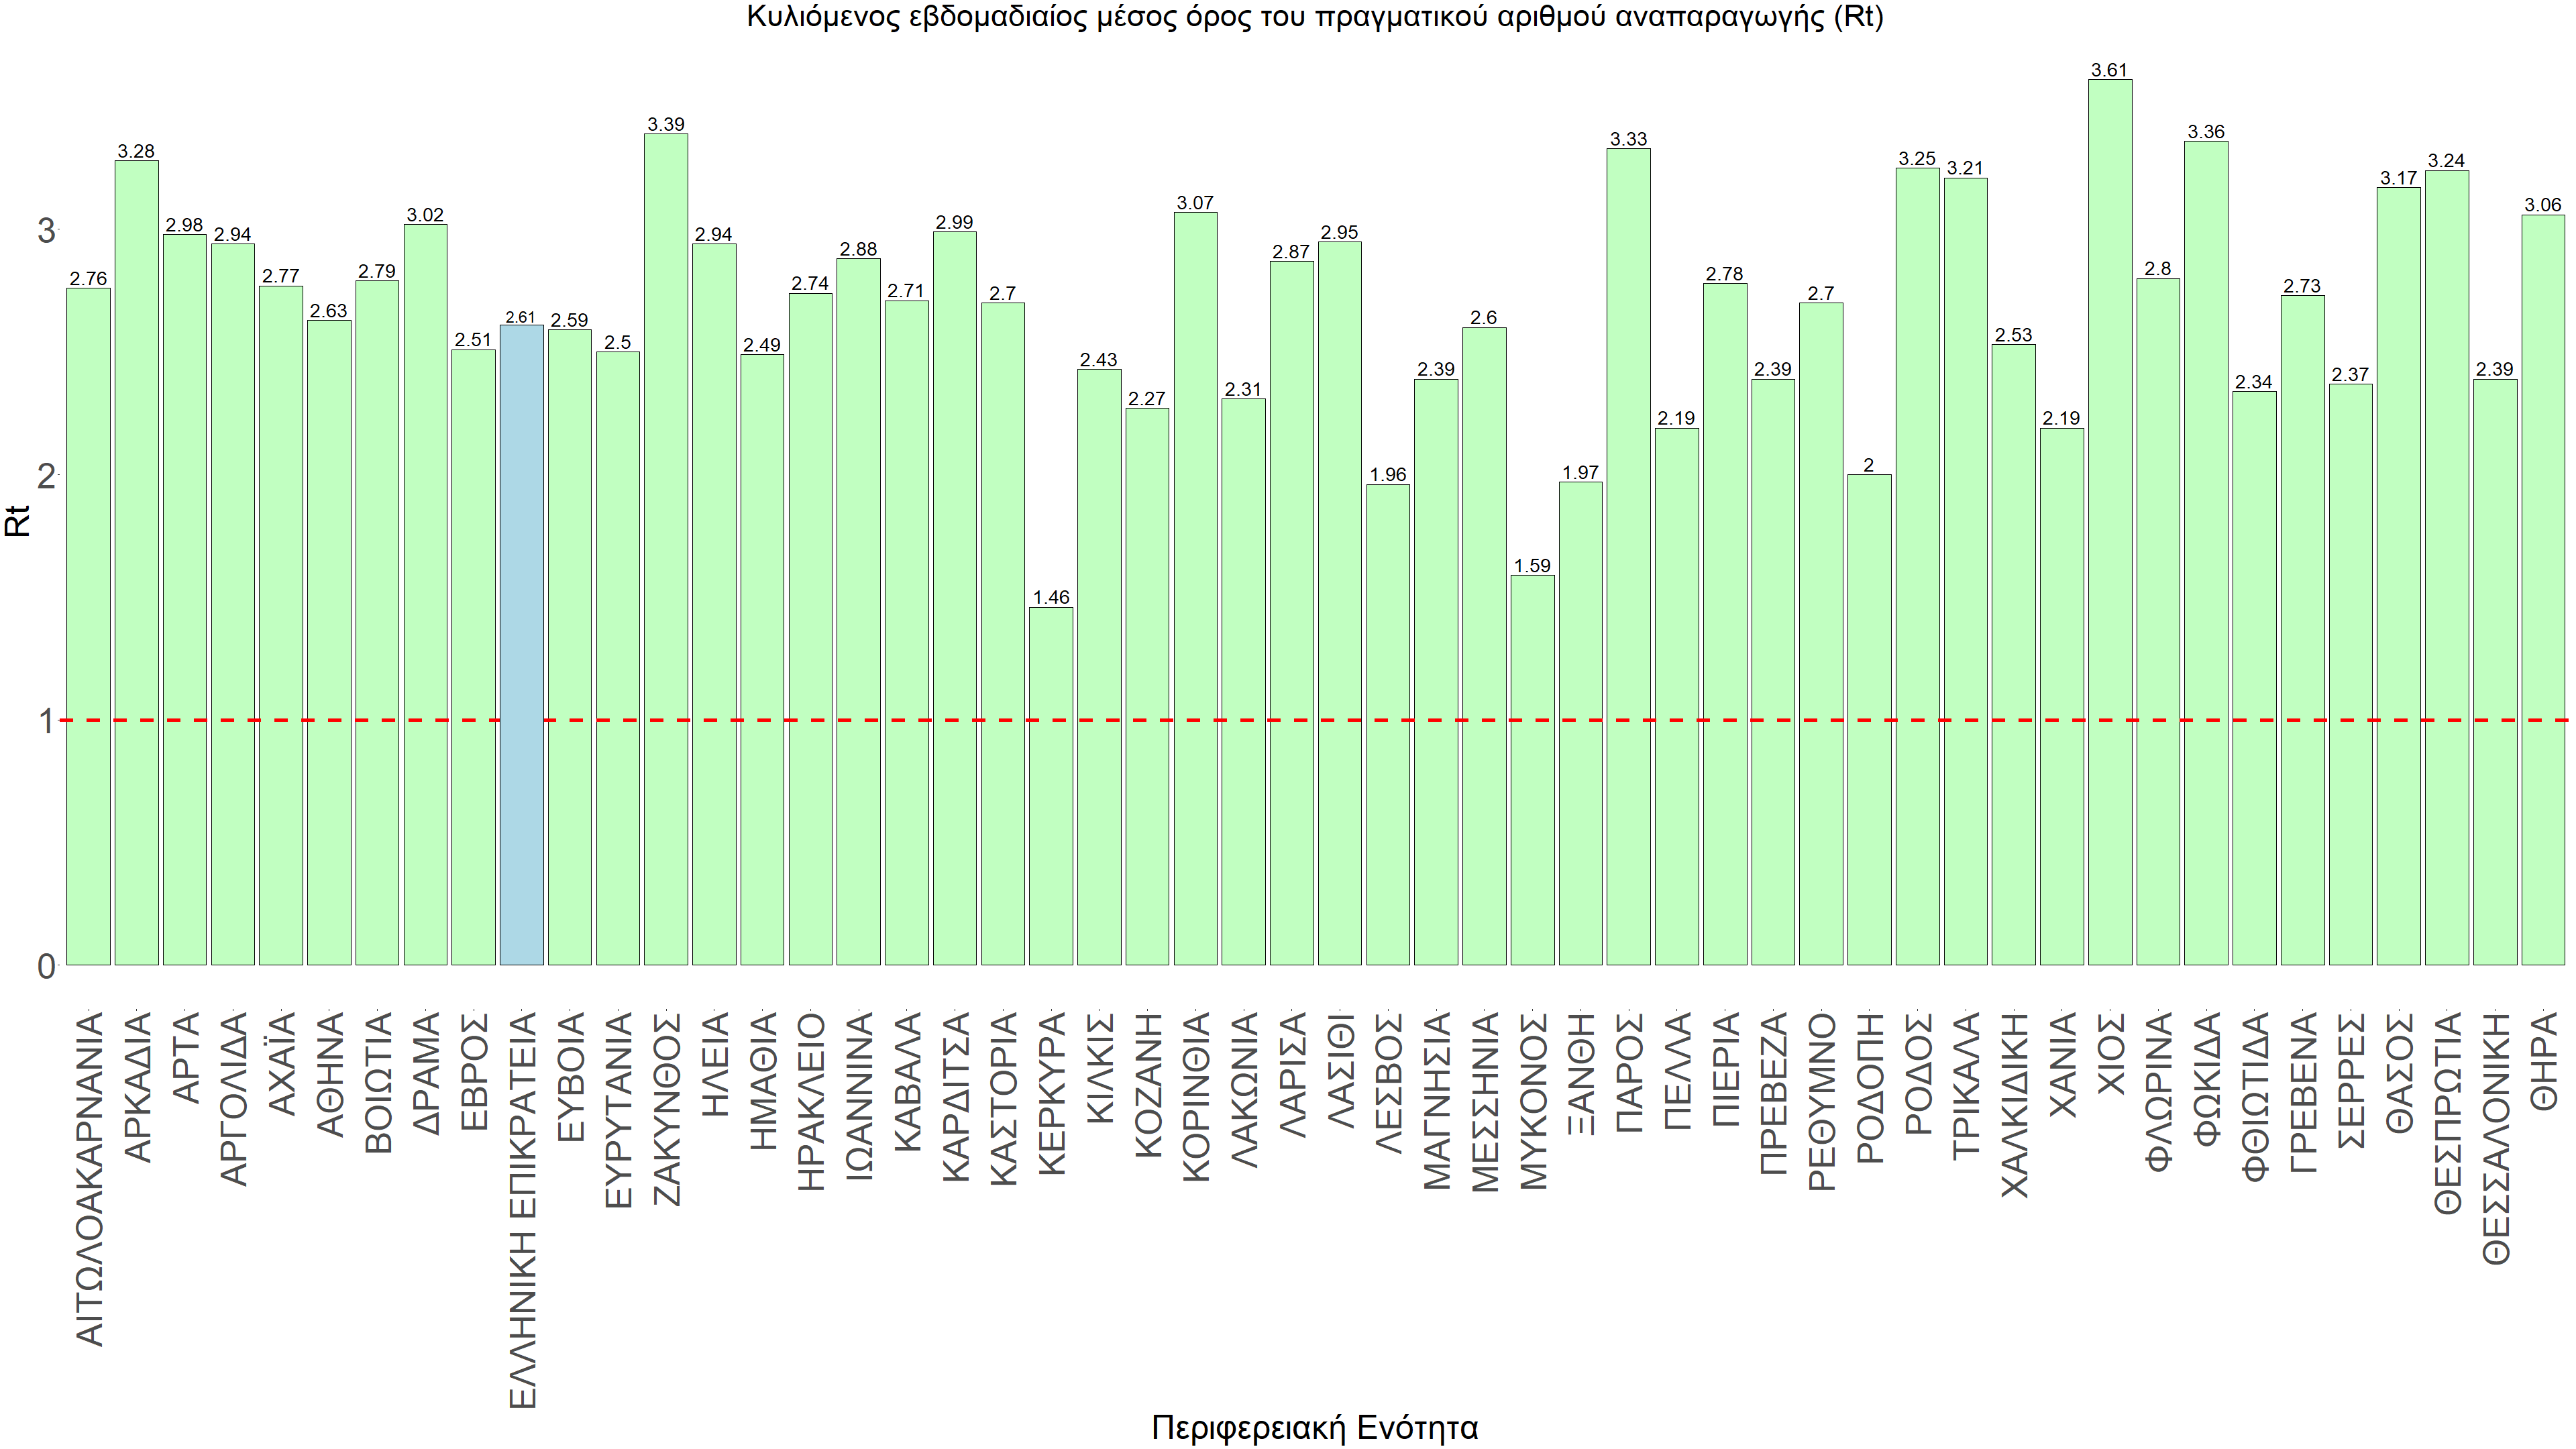 Κυλιόμενος εβδομαδιαίος μέσος όρος του πραγματικού αριθμού αναπαραγωγής (Rt)
Rt
3
2
1
0
2.76
3.28
2.98
2.94
2.77
2.63
2.79
3.02
2.51
2.61
2.59
2.5
3.39
2.94
2.49
2.74
2.88
2.71
2.99
2.7
1.46
2.43
2.27
3.07
2.31
2.87
2.95
1.96
2.39
2.6
1.59
1.97
3.33
2.19
2.78
2.39
2.7
2
3.25
3.21
2.53
2.19
3.61
2.8
3.36
2.34
2.73
2.37
3.17
3.24
2.39
3.06
ΑΙΤΩΛΟΑΚΑΡΝΑΝΙΑ
ΑΡΚΑΔΙΑ
ΑΡΤΑ
ΑΡΓΟΛΙΔΑ
ΑΧΑΪΑ
ΑΘΗΝΑ
ΒΟΙΩΤΙΑ
ΔΡΑΜΑ
ΕΒΡΟΣ
ΕΛΛΗΝΙΚΗ ΕΠΙΚΡΑΤΕΙΑ
ΕΥΒΟΙΑ
ΕΥΡΥΤΑΝΙΑ
ΖΑΚΥΝΘΟΣ
ΗΛΕΙΑ
ΗΜΑΘΙΑ
ΗΡΑΚΛΕΙΟ
ΙΩΑΝΝΙΝΑ
ΚΑΒΑΛΑ
ΚΑΡΔΙΤΣΑ
ΚΑΣΤΟΡΙΑ
ΚΕΡΚΥΡΑ
ΚΙΛΚΙΣ
ΚΟΖΑΝΗ
ΚΟΡΙΝΘΙΑ
ΛΑΚΩΝΙΑ
ΛΑΡΙΣΑ
ΛΑΣΙΘΙ
ΛΕΣΒΟΣ
ΜΑΓΝΗΣΙΑ
ΜΕΣΣΗΝΙΑ
ΜΥΚΟΝΟΣ
ΞΑΝΘΗ
ΠΑΡΟΣ
ΠΕΛΛΑ
ΠΙΕΡΙΑ
ΠΡΕΒΕΖΑ
ΡΕΘΥΜΝΟ
ΡΟΔΟΠΗ
ΡΟΔΟΣ
ΤΡΙΚΑΛΑ
ΧΑΛΚΙΔΙΚΗ
ΧΑΝΙΑ
ΧΙΟΣ
ΦΛΩΡΙΝΑ
ΦΩΚΙΔΑ
ΦΘΙΩΤΙΔΑ
ΓΡΕΒΕΝΑ
ΣΕΡΡΕΣ
ΘΑΣΟΣ
ΘΕΣΠΡΩΤΙΑ
ΘΕΣΣΑΛΟΝΙΚΗ
ΘΗΡΑ
Περιφερειακή Ενότητα